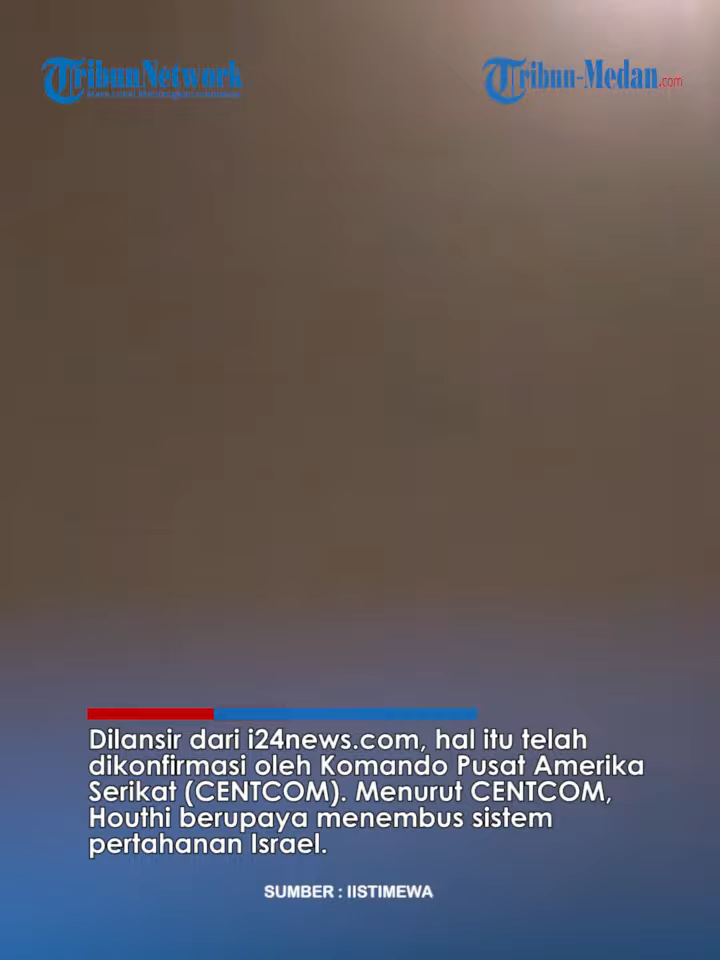 TribunNetwork
Tribun-Medan.com
Dilansir dari i24news.com, hal itu telah
dikonfirmasi oleh Komando Pusat Amerika
Serikat (CENTCOM). Menurut CENTCOM,
Houthi berupaya menembus sistem
pertahanan Israel.
SUMBER : IISTIMEWA